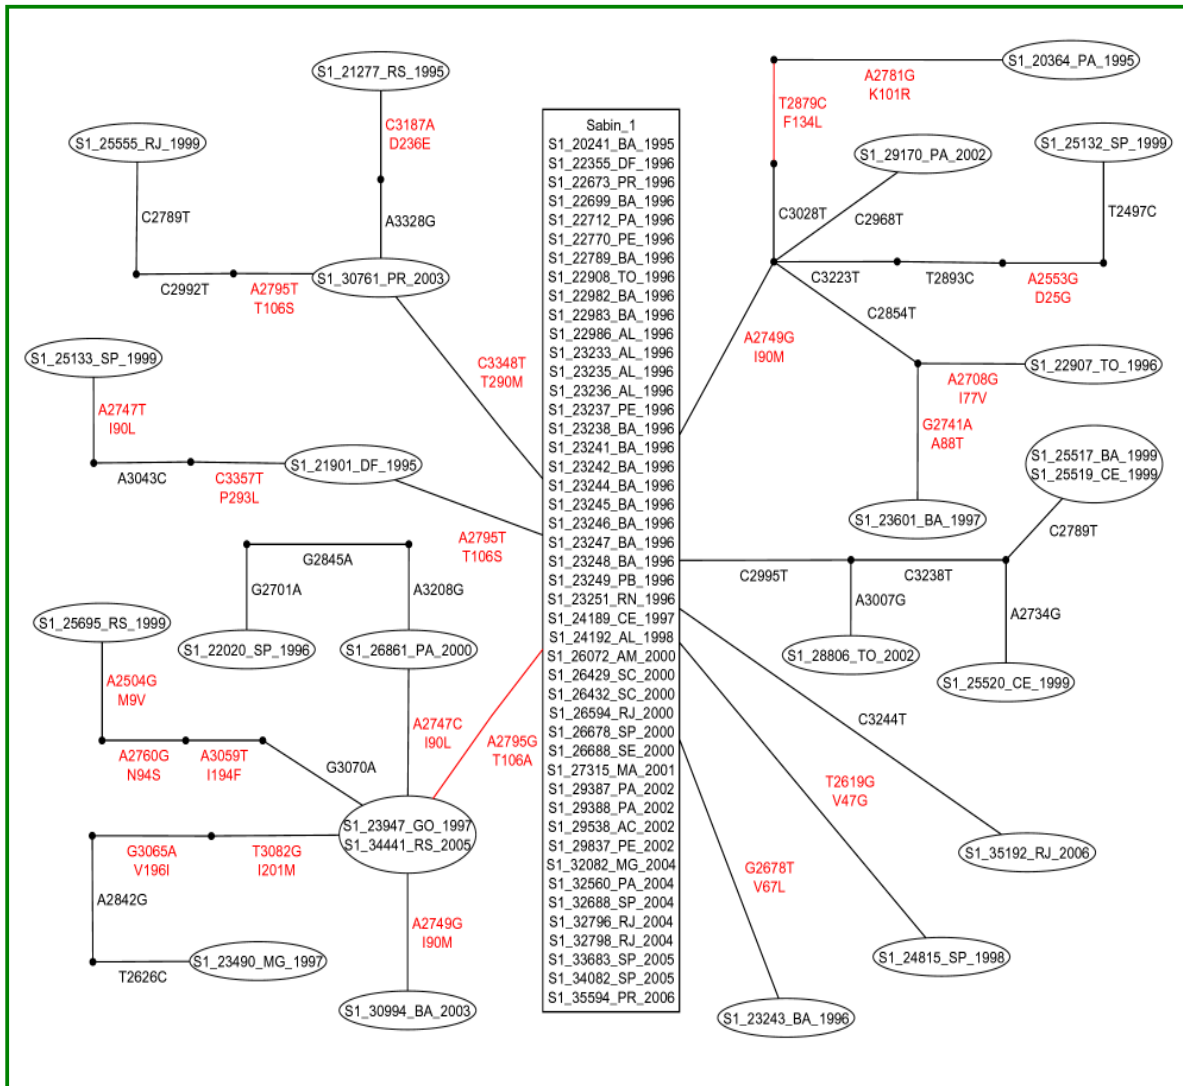 S1_21277_RS_1995
C3187A
D236E
S1_25555_RJ_1999
C2789T
A3328G
C2992T
A2795T
T106S
S1_30761_PR_2003
C3348T
T290M
S1_25133_SP_1999
A2747T
I90L
A3043C
C3357T
P293L
S1_21901_DF_1995
A2795T
T106S
G2845A
G2701A
A3208G
S1_25695_RS_1999
S1_22020_SP_1996
S1_26861_PA_2000
A2504G
M9V
A2760G
N94S
A3059T
I194F
G3070A
A2747C
I90L
A2795G
T106A
S1_23947_GO_1997
S1_34441_RS_2005
G3065A
V196I
T3082G
I201M
A2842G
T2626C
S1_23490_MG_1997
A2749G
I90M
S1_30994_BA_2003
Sabin_1
S1_20241_BA_1995
S1_22355_DF_1996
S1_22673_PR_1996
S1_22699_BA_1996
S1_22712_PA_1996
S1_22770_PE_1996
S1_22789_BA_1996
S1_22908_TO_1996
S1_22982_BA_1996
S1_22983_BA_1996
S1_22986_AL_1996
S1_23233_AL_1996
S1_23235_AL_1996
S1_23236_AL_1996
S1_23237_PE_1996
S1_23238_BA_1996
S1_23241_BA_1996
S1_23242_BA_1996
S1_23244_BA_1996
S1_23245_BA_1996
S1_23246_BA_1996
S1_23247_BA_1996
S1_23248_BA_1996
S1_23249_PB_1996
S1_23251_RN_1996
S1_24189_CE_1997
S1_24192_AL_1998
S1_26072_AM_2000
S1_26429_SC_2000
S1_26432_SC_2000
S1_26594_RJ_2000
S1_26678_SP_2000
S1_26688_SE_2000
S1_27315_MA_2001
S1_29387_PA_2002
S1_29388_PA_2002
S1_29538_AC_2002
S1_29837_PE_2002
S1_32082_MG_2004
S1_32560_PA_2004
S1_32688_SP_2004
S1_32796_RJ_2004
S1_32798_RJ_2004
S1_33683_SP_2005
S1_34082_SP_2005
S1_35594_PR_2006
S1_20364_PA_1995
A2781G
K101R
T2879C
F134L
S1_29170_PA_2002
S1_25132_SP_1999
C3028T
C2968T
T2497C
C3223T
T2893C
A2553G
D25G
A2749G
I90M
C2854T
A2708G
I77V
S1_22907_TO_1996
G2741A
A88T
S1_23601_BA_1997
S1_25517_BA_1999
S1_25519_CE_1999
C2789T
C2995T
C3238T
A3007G
A2734G
S1_28806_TO_2002
S1_25520_CE_1999
C3244T
T2619G
V47G
S1_35192_RJ_2006
G2678T
V67L
S1_24815_SP_1998
S1_23243_BA_1996